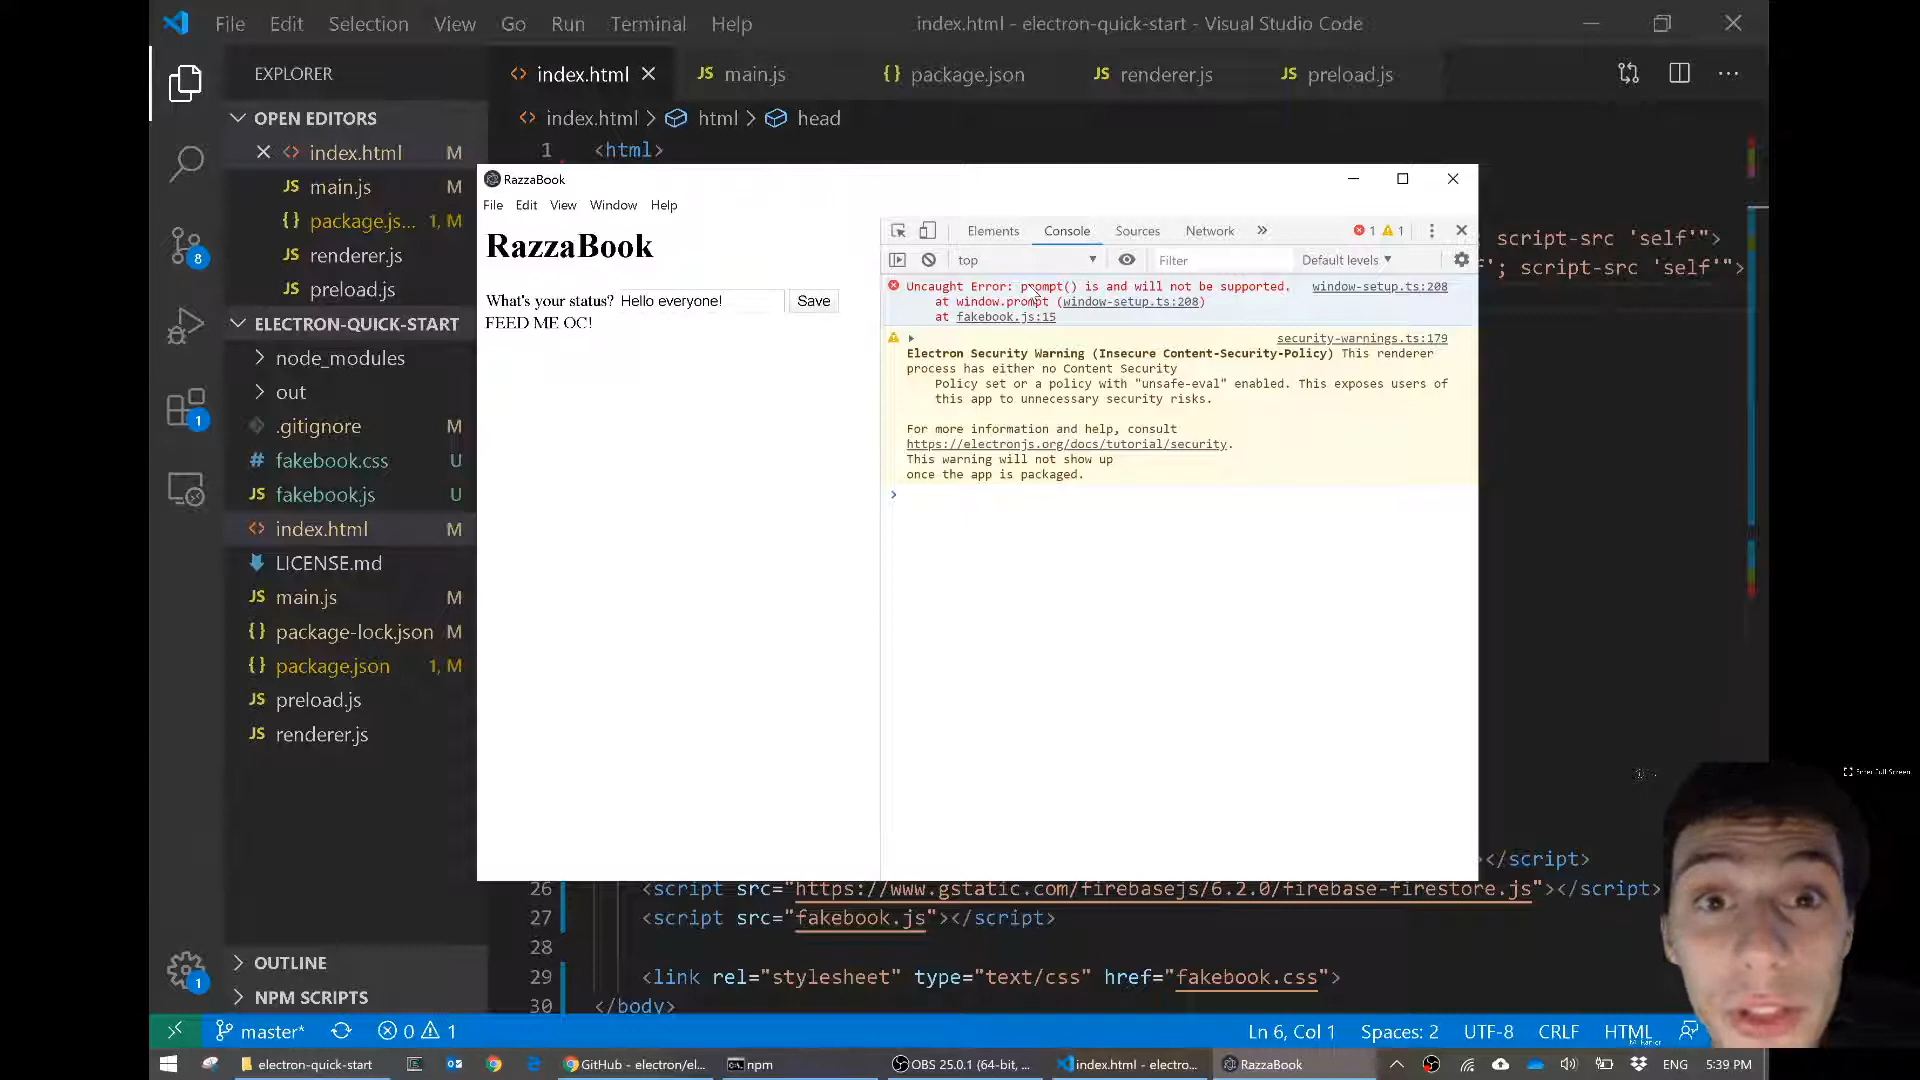 File Edit Selection View Go Run Terminal Help
index.html - electron-quick-start - Visual Studio Code
EXPLORER
index.html
main.js
package.json
renderer.js
preload.js
OPEN EDITORS
index.html M
main.js M
package.js... 1, M
renderer.js
preload.js
ELECTRON-QUICK-START
node_modules
out
.gitignore M
fakebook.css U
fakebook.js U
index.html M
LICENSE.md
main.js M
package-lock.json M
package.json 1, M
preload.js
renderer.js
OUTLINE
NPM SCRIPTS
8
1
1
index.html > html > head
1 <html>
script-src 'self'">
'; script-src 'self'">
RazzaBook
File Edit View Window Help
RazzaBook
What's your status? Hello everyone! Save
FEED ME OC!
Elements Console Sources Network » 1 1
top Filter Default levels
Uncaught Error: prompt() is and will not be supported. window-setup.ts:208
at window.prompt (window-setup.ts:208)
at fakebook.js:15
security-warnings.ts:179
Electron Security Warning (Insecure Content-Security-Policy) This renderer
process has either no Content Security
Policy set or a policy with "unsafe-eval" enabled. This exposes users of
this app to unnecessary security risks.
For more information and help, consult
https://electronjs.org/docs/tutorial/security.
This warning will not show up
once the app is packaged.
></script>
26 <script src="https://www.gstatic.com/firebasejs/6.2.0/firebase-firestore.js"></script>
27 <script src="fakebook.js"></script>
28
29 <link rel="stylesheet" type="text/css" href="fakebook.css">
30 </body>
Enter Full Screen
master* 0 1 Ln 6, Col 1 Spaces: 2 UTF-8 CRLF HTML
electron-quick-start GitHub - electron/el... npm OBS 25.0.1 (64-bit, ... index.html - electro... RazzaBook ENG 5:39 PM